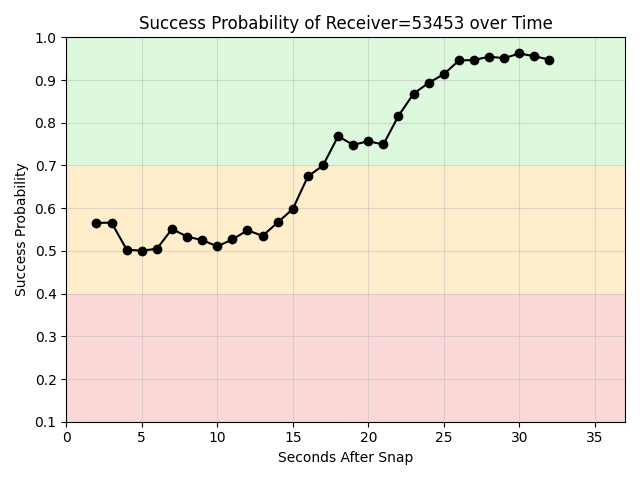 Success Probability of Receiver=53453 over Time
1.0
0.9
0.8
0.7
0.6
0.5
0.4
0.3
0.2
0.1
Success Probability
0 5 10 15 20 25 30 35
Seconds After Snap